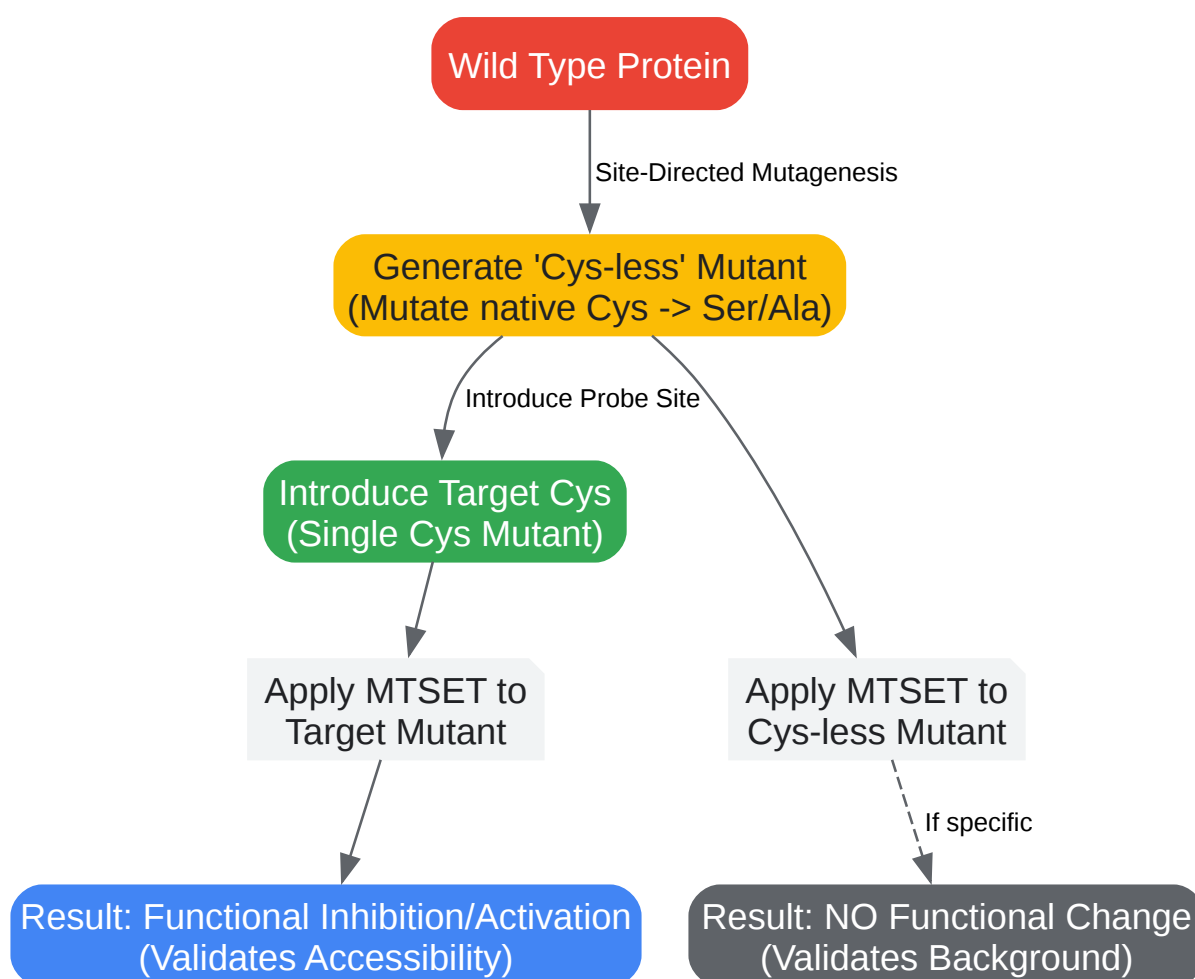 Wild Type Protein
Site-Directed Mutagenesis
Generate 'Cys-less' Mutant
(Mutate native Cys -> Ser/Ala)
Introduce Probe Site
Introduce Target Cys
(Single Cys Mutant)
Apply MTSET to
Target Mutant
Apply MTSET to
Cys-less Mutant
If specific
Result: Functional Inhibition/Activation
(Validates Accessibility)
Result: NO Functional Change
(Validates Background)